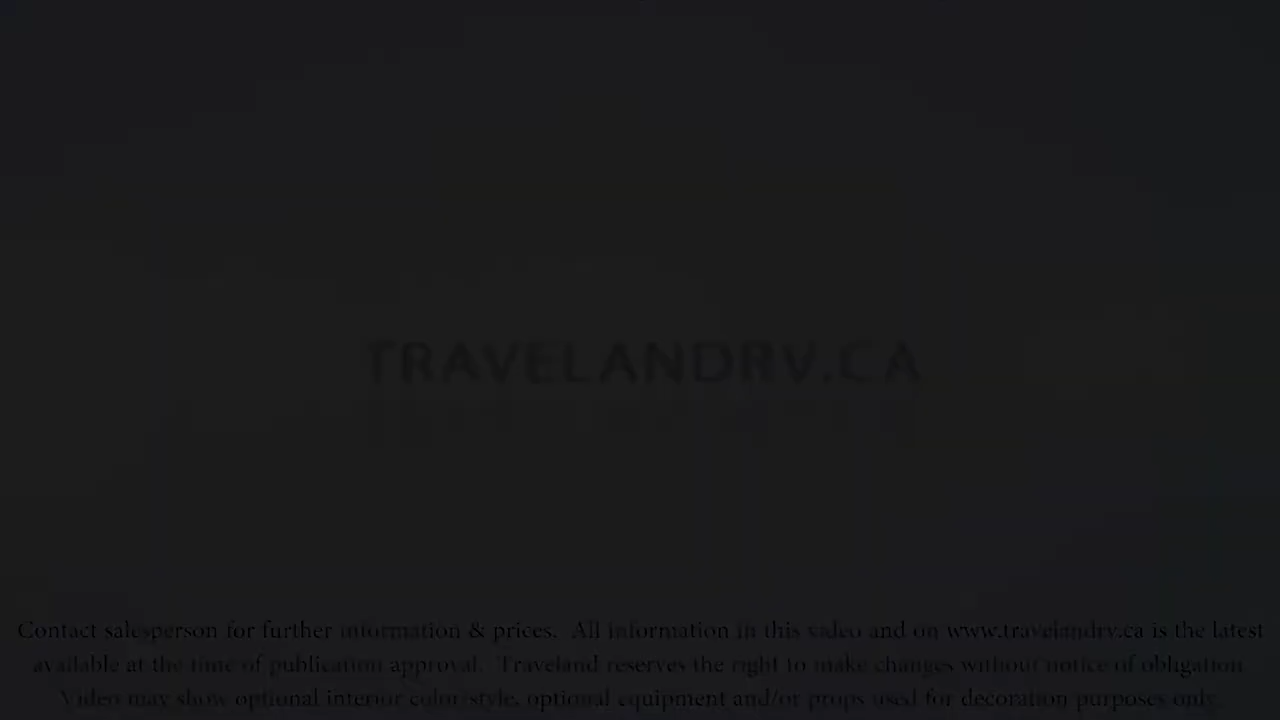 TRAVELANDRV.CA
Contact salesperson for further information & prices. All information in this video and on www.travelandrv.ca is the latest
available at the time of publication approval. Traveland reserves the right to make changes without notice of obligation.
Video may show optional interior color/style, optional equipment and/or props used for decoration purposes only.